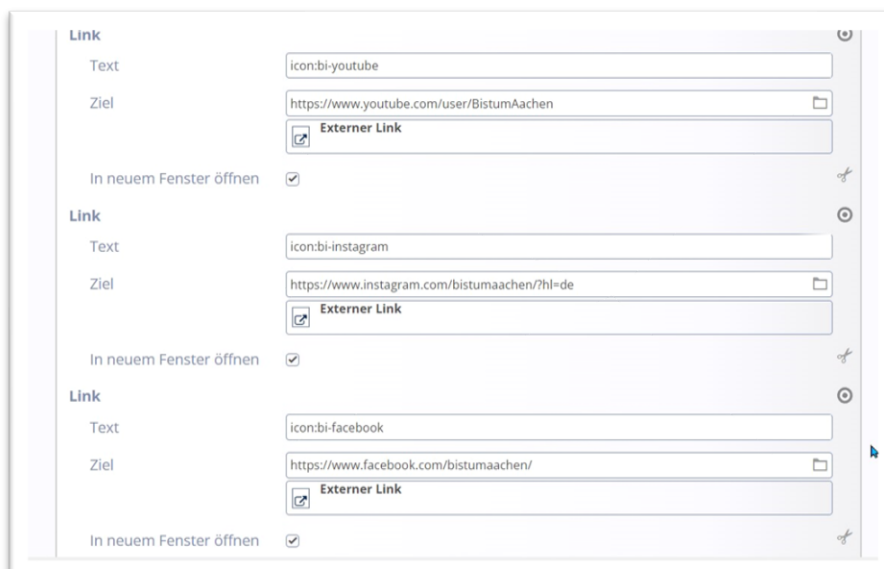 Link
Text icon:bi-youtube
Ziel https://www.youtube.com/user/BistumAachen
Externer Link
In neuem Fenster öffnen
Link
Text icon:bi-instagram
Ziel https://www.instagram.com/bistumaachen/?hl=de
Externer Link
In neuem Fenster öffnen
Link
Text icon:bi-facebook
Ziel https://www.facebook.com/bistumaachen/
Externer Link
In neuem Fenster öffnen